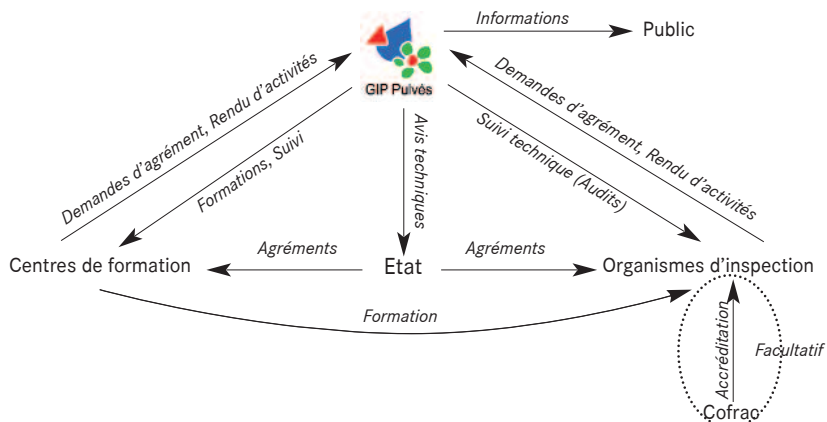 Informations
Public
GIP Pulvés
Demandes d'agrément, Rendu d'activités
Formations, Suivi
Avis techniques
Suivi technique (Audits)
Demandes d'agrément, Rendu d'activités
Centres de formation
Agréments
Etat
Agréments
Organismes d'inspection
Formation
Accréditation
Facultatif
Cofrac